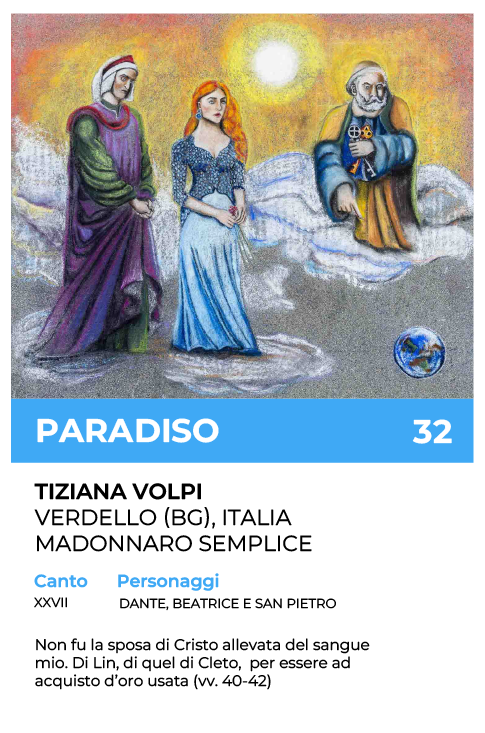 PARADISO 32
TIZIANA VOLPI
VERDELLO (BG), ITALIA
MADONNARO SEMPLICE
Canto Personaggi
XXVII DANTE, BEATRICE E SAN PIETRO
Non fu la sposa di Cristo allevata del sangue
mio. Di Lin, di quel di Cleto,  per essere ad
acquisto d’oro usata (vv. 40-42)